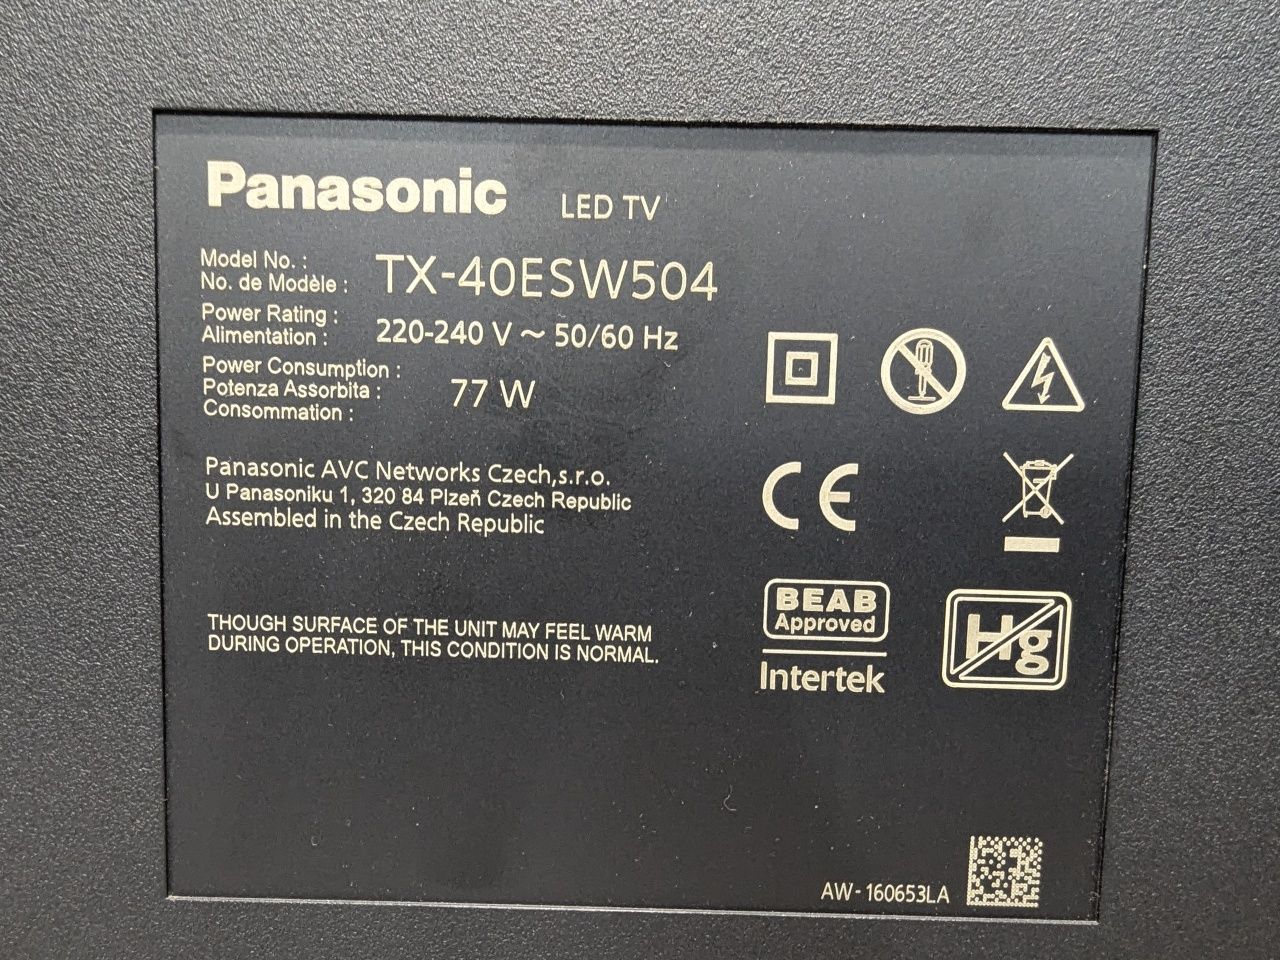 Panasonic LED TV
Model No. :
No. de Modèle : TX-40ESW504
Power Rating :
Alimentation : 220-240 V ~ 50/60 Hz
Power Consumption :
Potenza Assorbita : 77 W
Consommation :
Panasonic AVC Networks Czech,s.r.o.
U Panasoniku 1, 320 84 Plzeň Czech Republic
Assembled in the Czech Republic
THOUGH SURFACE OF THE UNIT MAY FEEL WARM
DURING OPERATION, THIS CONDITION IS NORMAL.
CE
BEAB
Approved
Intertek
Hg
AW-160653LA